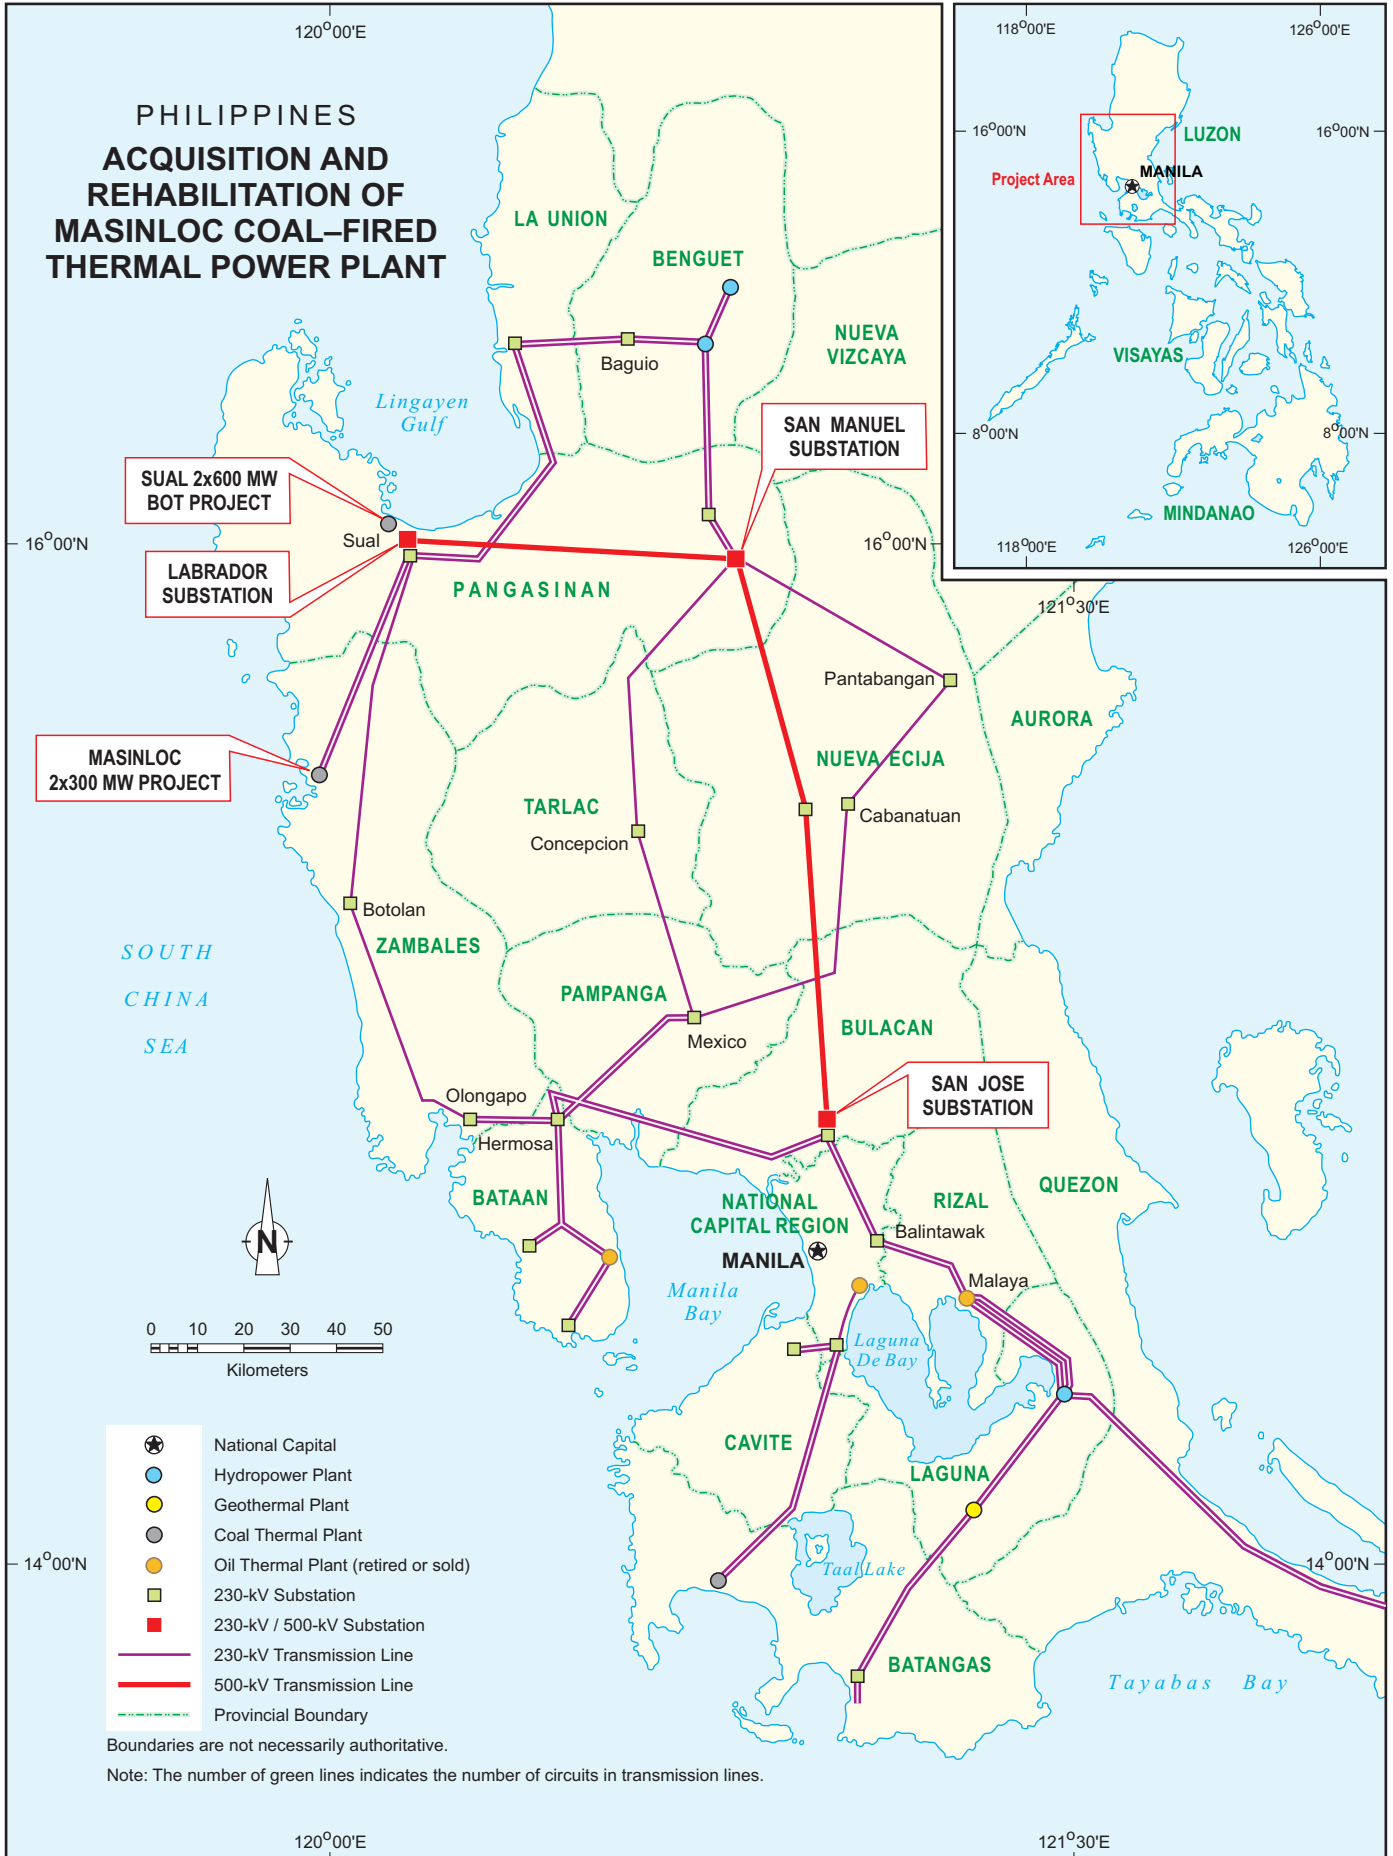 120°00'E
PHILIPPINES
ACQUISITION AND
REHABILITATION OF
MASINLOC COAL–FIRED
THERMAL POWER PLANT
118°00'E
126°00'E
16°00'N
16°00'N
LUZON
MANILA
Project Area
VISAYAS
8°00'N
8°00'N
MINDANAO
118°00'E
126°00'E
LA UNION
BENGUET
NUEVA
VIZCAYA
Baguio
Lingayen
Gulf
SAN MANUEL
SUBSTATION
SUAL 2x600 MW
BOT PROJECT
Sual
16°00'N
16°00'N
LABRADOR
SUBSTATION
PANGASINAN
121°30'E
Pantabangan
AURORA
MASINLOC
2x300 MW PROJECT
NUEVA ECIJA
TARLAC
Cabanatuan
Concepcion
Botolan
ZAMBALES
SOUTH
CHINA
SEA
PAMPANGA
BULACAN
Mexico
SAN JOSE
SUBSTATION
Olongapo
Hermosa
BATAAN
NATIONAL
CAPITAL REGION
RIZAL
QUEZON
Balintawak
MANILA
N
Malaya
Manila
Bay
Laguna
De Bay
0 10 20 30 40 50
Kilometers
CAVITE
LAGUNA
National Capital
Hydropower Plant
Geothermal Plant
Coal Thermal Plant
Oil Thermal Plant (retired or sold)
230-kV Substation
230-kV / 500-kV Substation
230-kV Transmission Line
500-kV Transmission Line
Provincial Boundary
14°00'N
14°00'N
Taal Lake
BATANGAS
Tayabas Bay
Boundaries are not necessarily authoritative.
Note: The number of green lines indicates the number of circuits in transmission lines.
120°00'E
121°30'E